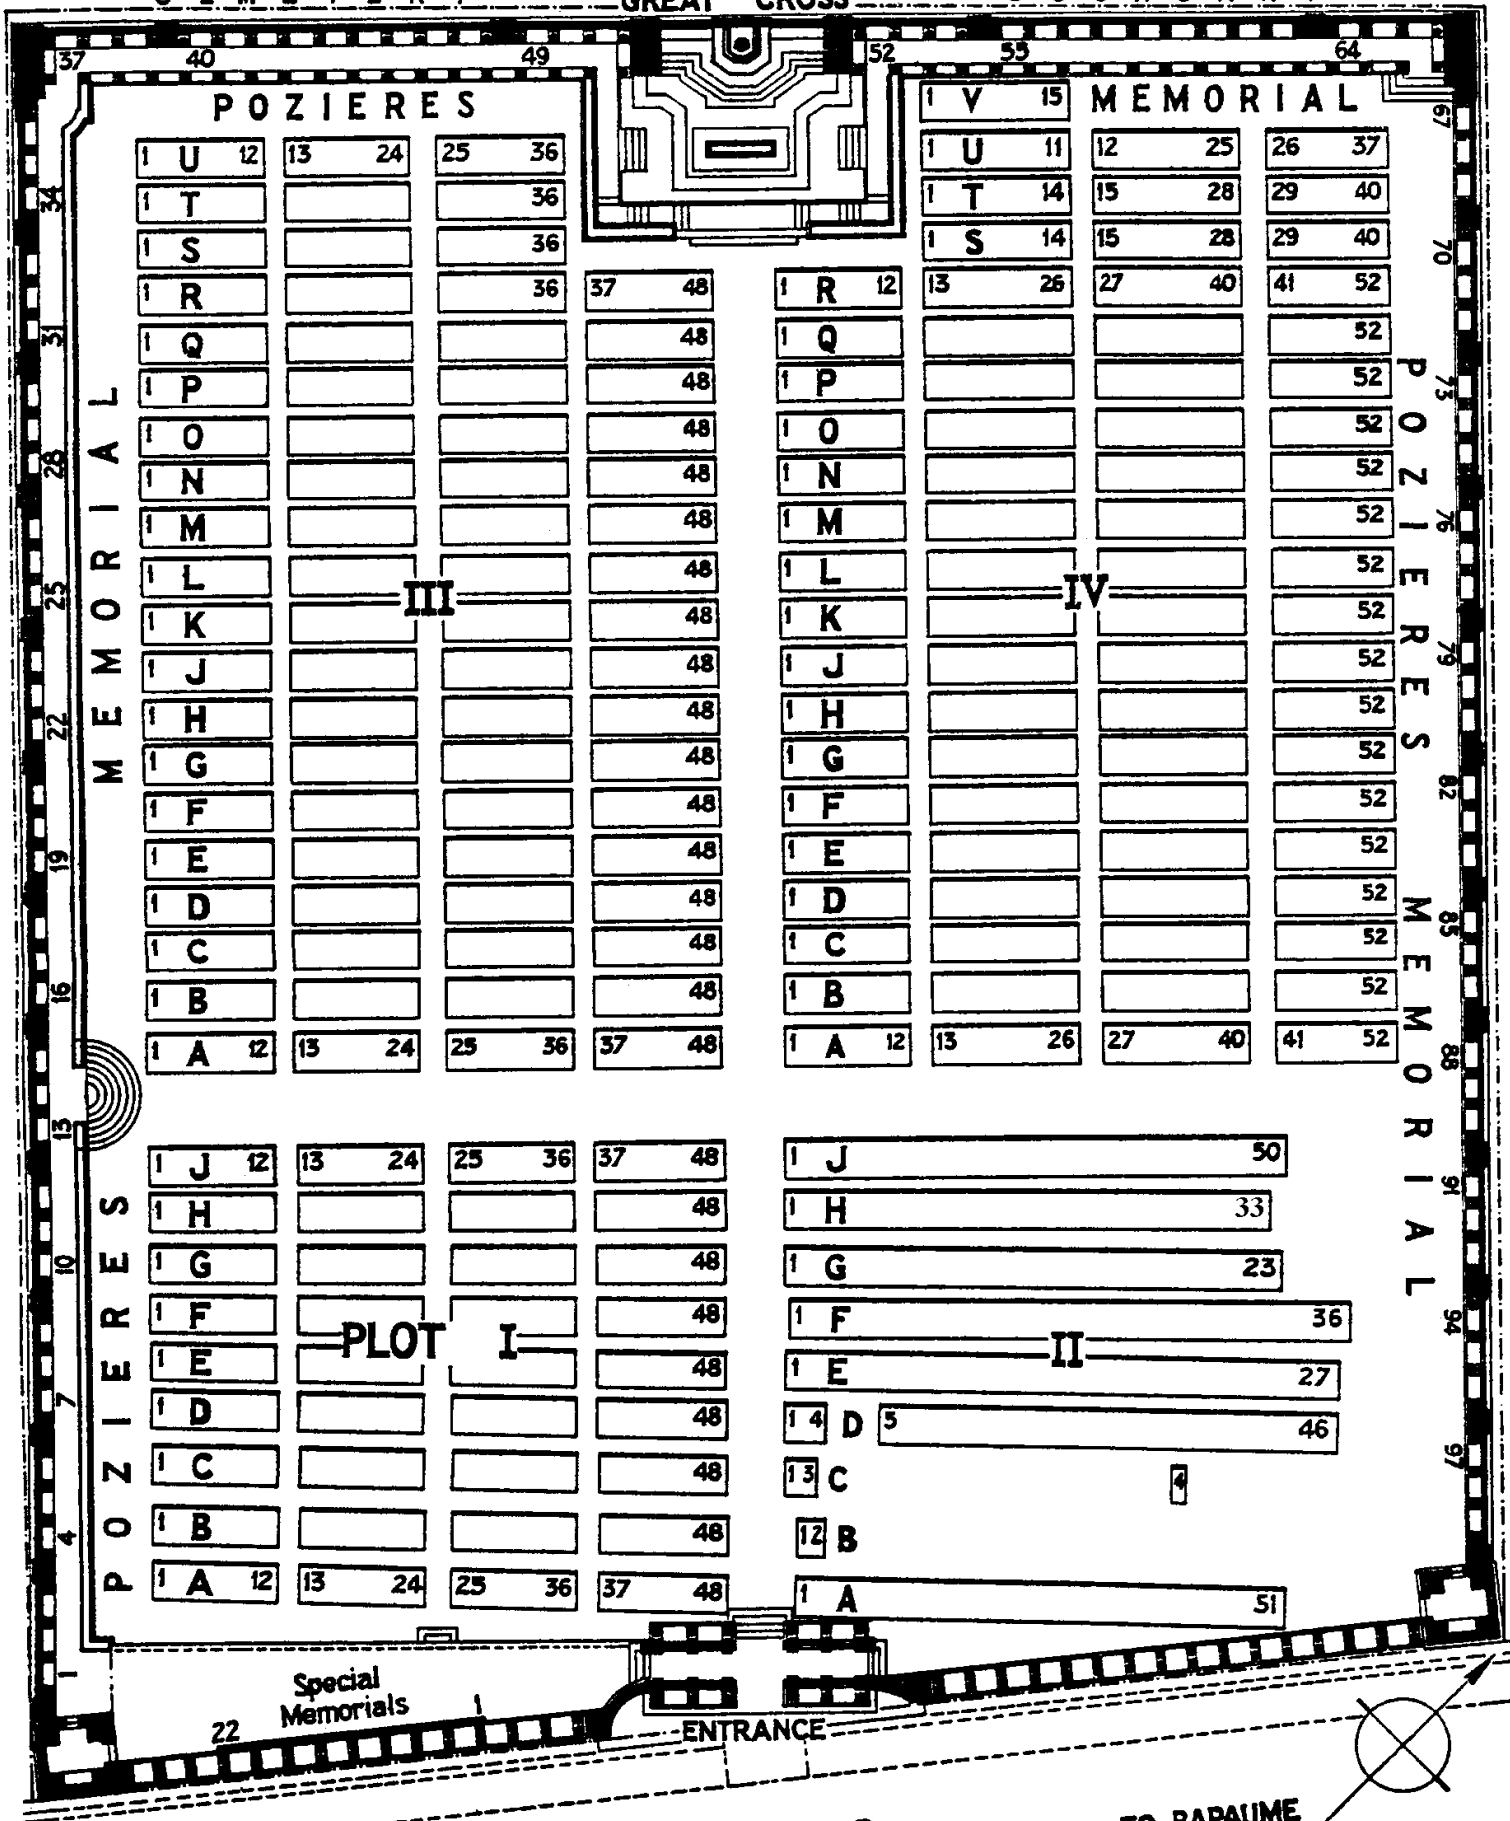 GREAT CROSS
37 40 49 52 55 64
POZIERES 1 V 15 MEMORIAL 67
1 U 12 13 24 25 36 1 U 11 12 25 26 37
34 1 T 36 1 T 14 15 28 29 40
1 S 36 1 S 14 15 28 29 40 70
1 R 36 37 48 1 R 12 13 26 27 40 41 52
31 1 Q 48 1 Q 52
1 P 48 1 P 52 73
1 O 48 1 O 52
28 1 N 48 1 N 52
1 M 48 1 M 52 76
1 L 48 1 L 52
III IV
25 1 K 48 1 K 52
1 J 48 1 J 52 79
22 1 H 48 1 H 52
1 G 48 1 G 52
1 F 48 1 F 52 82
19 1 E 48 1 E 52
1 D 48 1 D 52 85
1 C 48 1 C 52
16 1 B 48 1 B 52
1 A 12 13 24 25 36 37 48 1 A 12 13 26 27 40 41 52 88
MEMORIAL
POZIERES
MEMORIAL
13
1 J 12 13 24 25 36 37 48 1 J 50
1 H 48 1 H 33 91
10 1 G 48 1 G 23
1 F 48 1 F 36 94
PLOT I II
1 E 48 1 E 27
7 1 D 48 1 4 D 5 46
1 C 48 1 3 C 4 97
4 1 B 48 1 2 B
1 A 12 13 24 25 36 37 48 1 A 51
POZIERES
1
Special
Memorials
22 1
ENTRANCE
TO BAPAUME